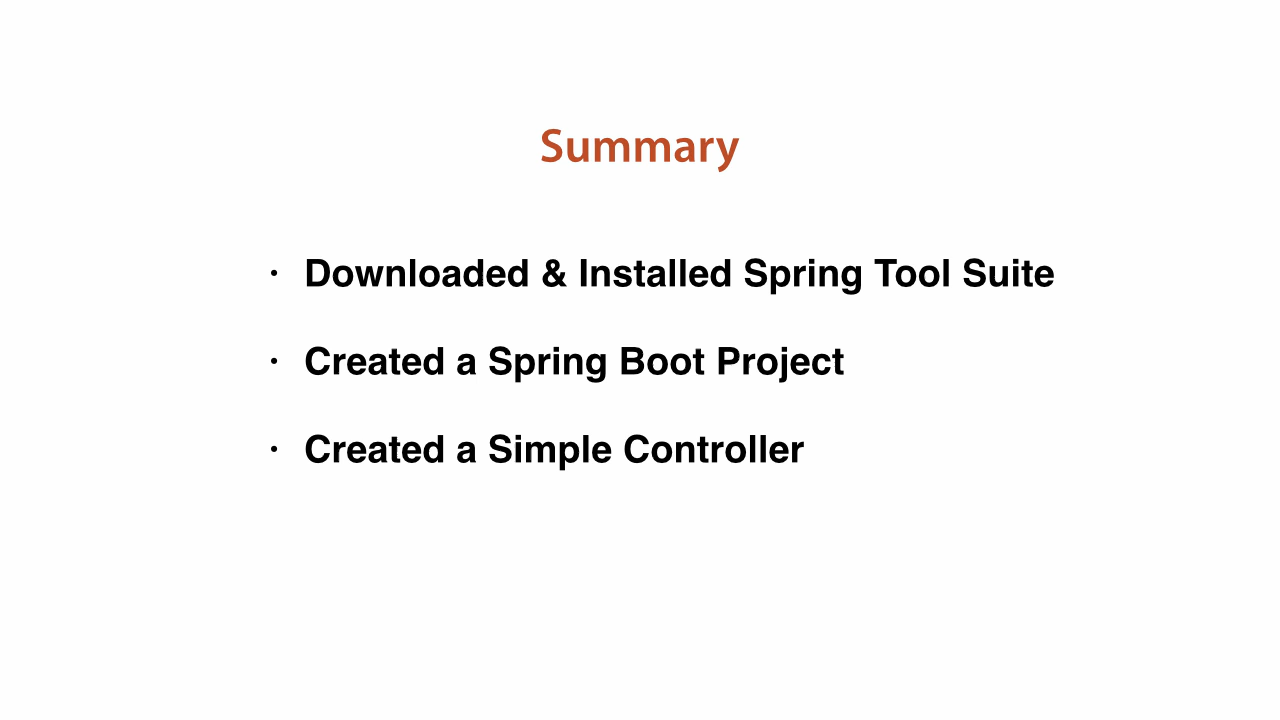 Summary
· Downloaded & Installed Spring Tool Suite
· Created a Spring Boot Project
· Created a Simple Controller